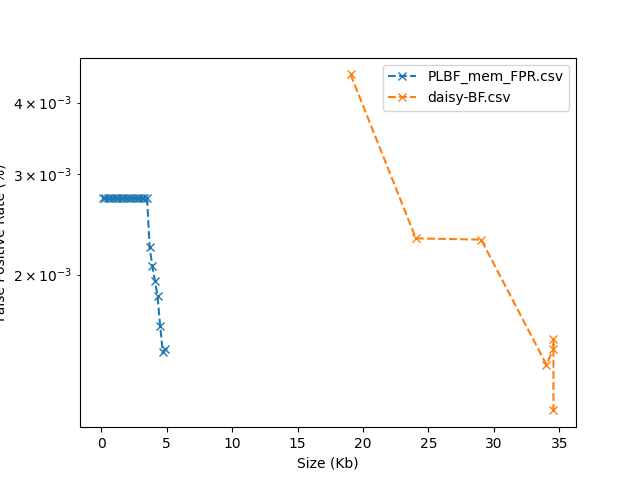 PLBF_mem_FPR.csv
daisy-BF.csv
4 × 10⁻³
3 × 10⁻³
2 × 10⁻³
Positive Rate (%)
0 5 10 15 20 25 30 35
Size (Kb)